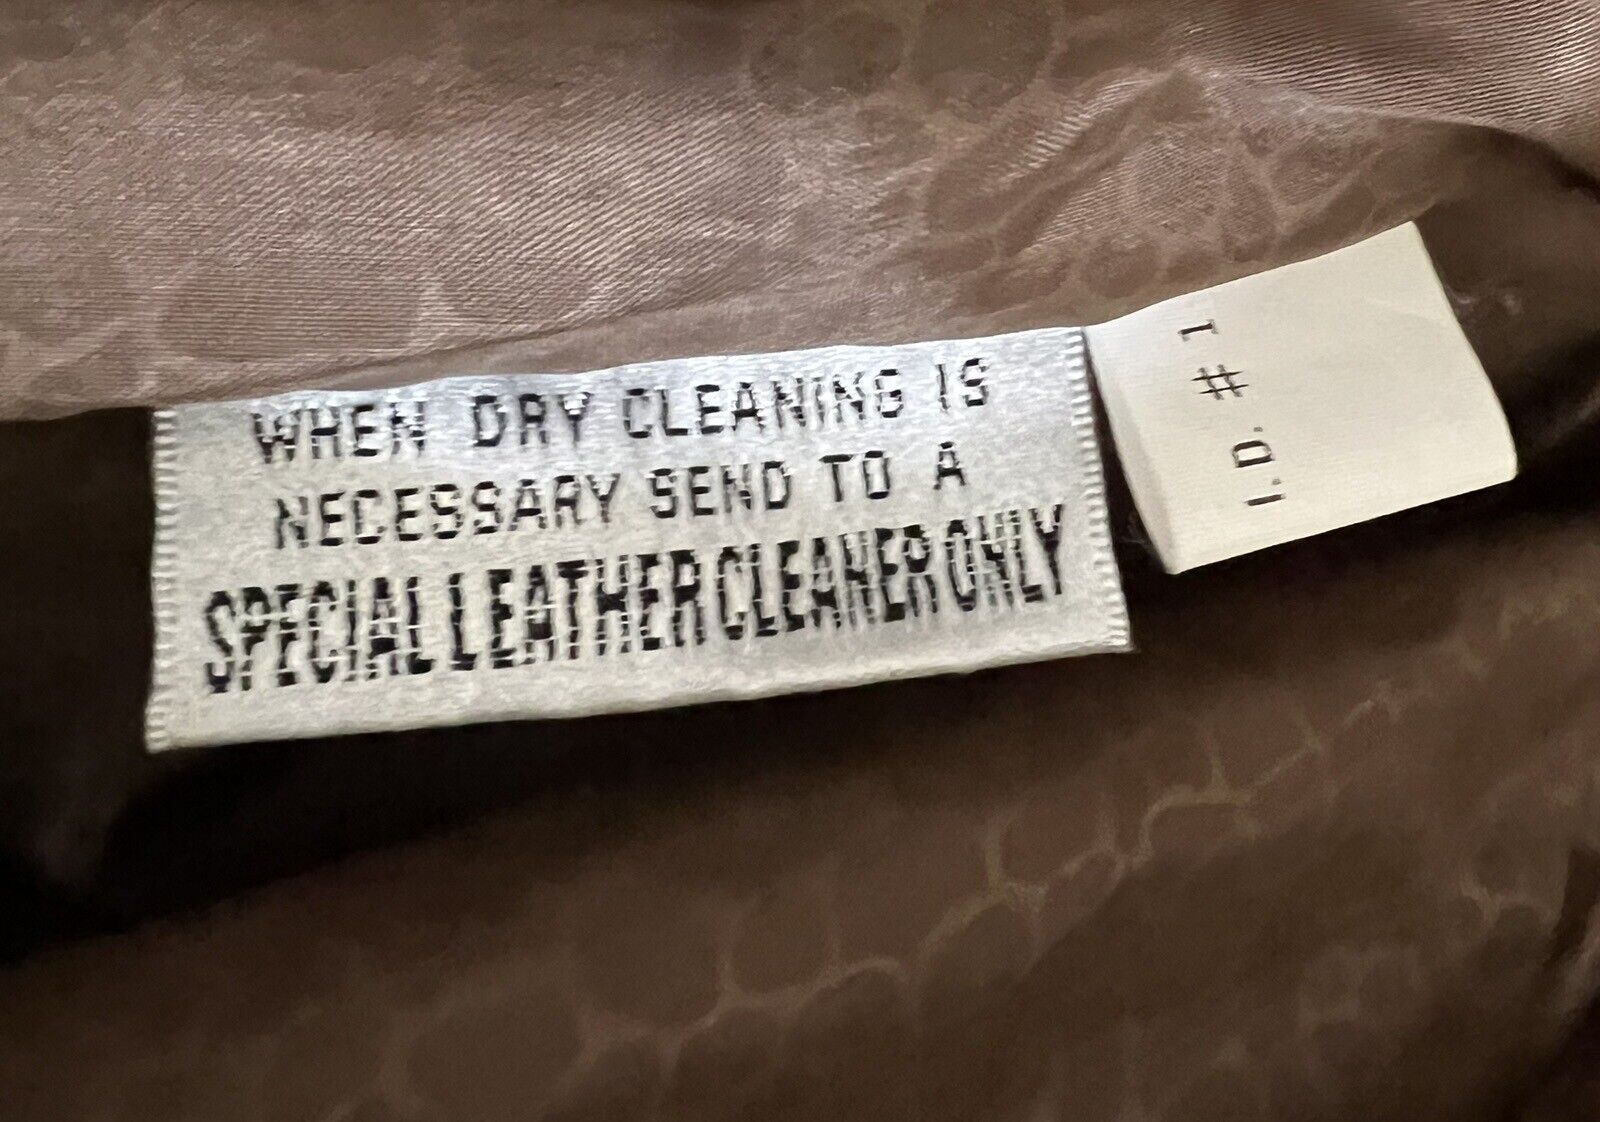 WHEN DRY CLEANING IS
NECESSARY SEND TO A
SPECIAL LEATHER CLEANER ONLY
I.D. # 1